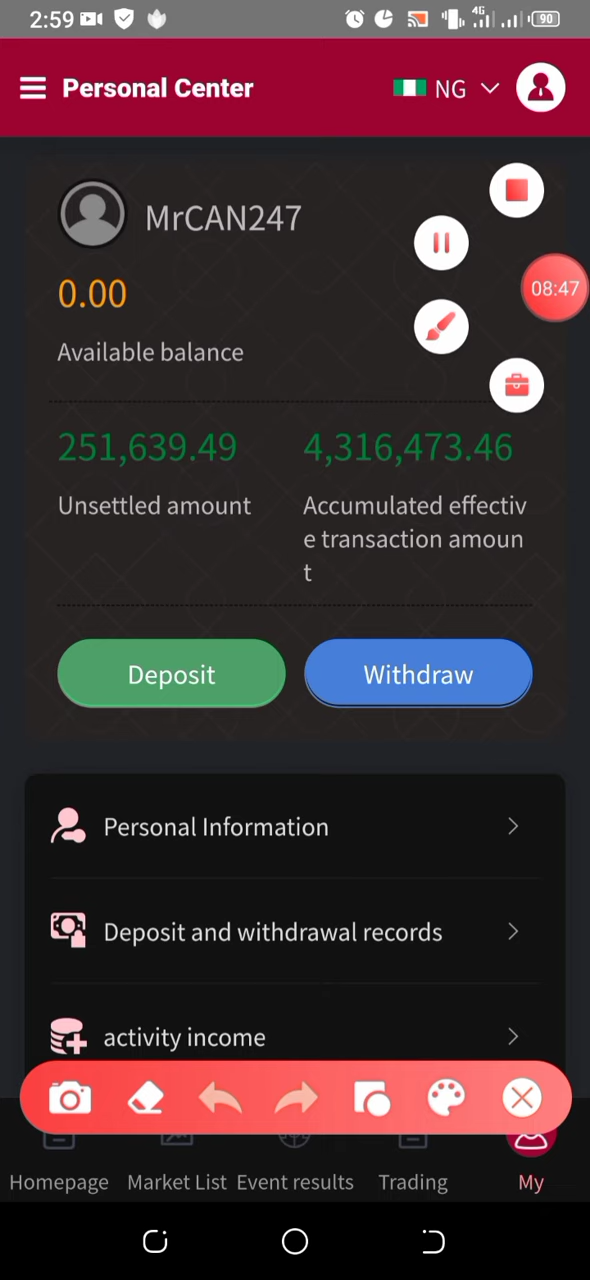 2:59 4G 90
Personal Center NG
MrCAN247
0.00
08:47
Available balance
251,639.49 4,316,473.46
Unsettled amount Accumulated effectiv
e transaction amoun
t
Deposit Withdraw
Personal Information
Deposit and withdrawal records
activity income
Homepage Market List Event results Trading My